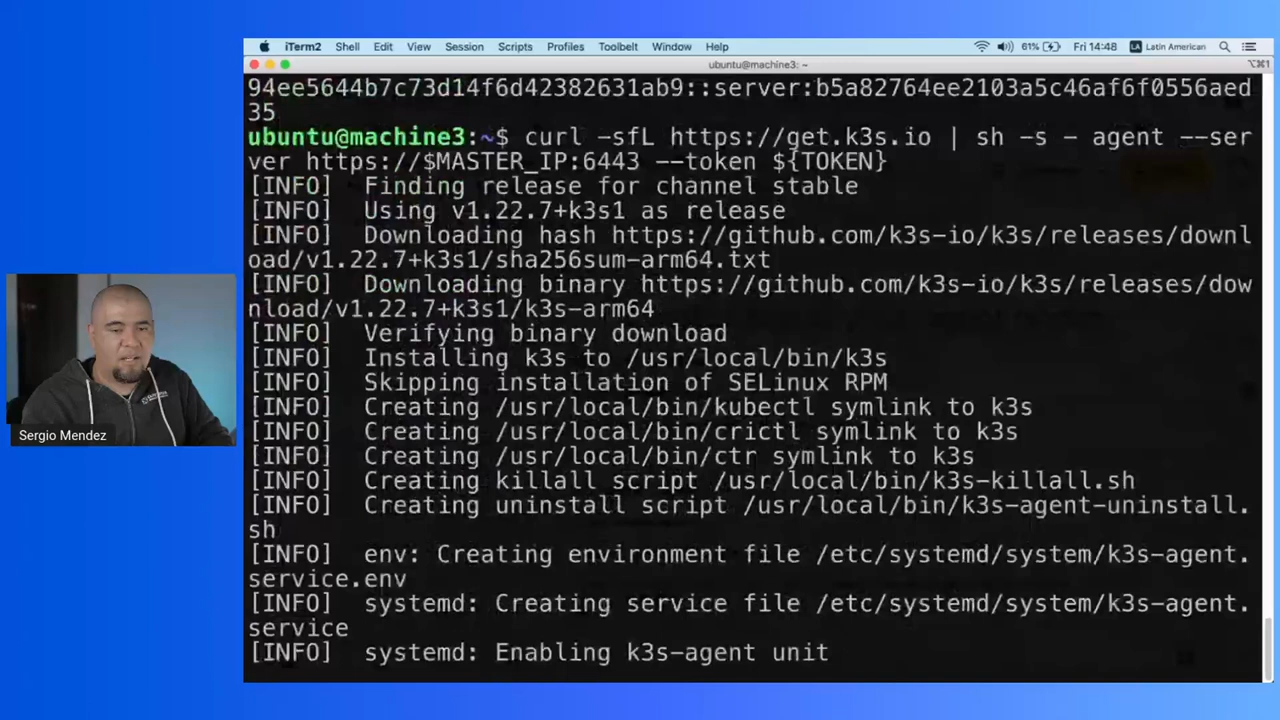 iTerm2 Shell Edit View Session Scripts Profiles Toolbelt Window Help 61% Fri 14:48 LA Latin American
ubuntu@machine3: ~ ⌥⌘1
94ee5644b7c73d14f6d42382631ab9::server:b5a82764ee2103a5c46af6f0556aed
35
ubuntu@machine3:~$ curl -sfL https://get.k3s.io | sh -s - agent --ser
ver https://$MASTER_IP:6443 --token ${TOKEN}
[INFO]  Finding release for channel stable
[INFO]  Using v1.22.7+k3s1 as release
[INFO]  Downloading hash https://github.com/k3s-io/k3s/releases/downl
oad/v1.22.7+k3s1/sha256sum-arm64.txt
[INFO]  Downloading binary https://github.com/k3s-io/k3s/releases/dow
nload/v1.22.7+k3s1/k3s-arm64
[INFO]  Verifying binary download
[INFO]  Installing k3s to /usr/local/bin/k3s
[INFO]  Skipping installation of SELinux RPM
[INFO]  Creating /usr/local/bin/kubectl symlink to k3s
[INFO]  Creating /usr/local/bin/crictl symlink to k3s
[INFO]  Creating /usr/local/bin/ctr symlink to k3s
[INFO]  Creating killall script /usr/local/bin/k3s-killall.sh
[INFO]  Creating uninstall script /usr/local/bin/k3s-agent-uninstall.
sh
[INFO]  env: Creating environment file /etc/systemd/system/k3s-agent.
service.env
[INFO]  systemd: Creating service file /etc/systemd/system/k3s-agent.
service
[INFO]  systemd: Enabling k3s-agent unit
Sergio Mendez